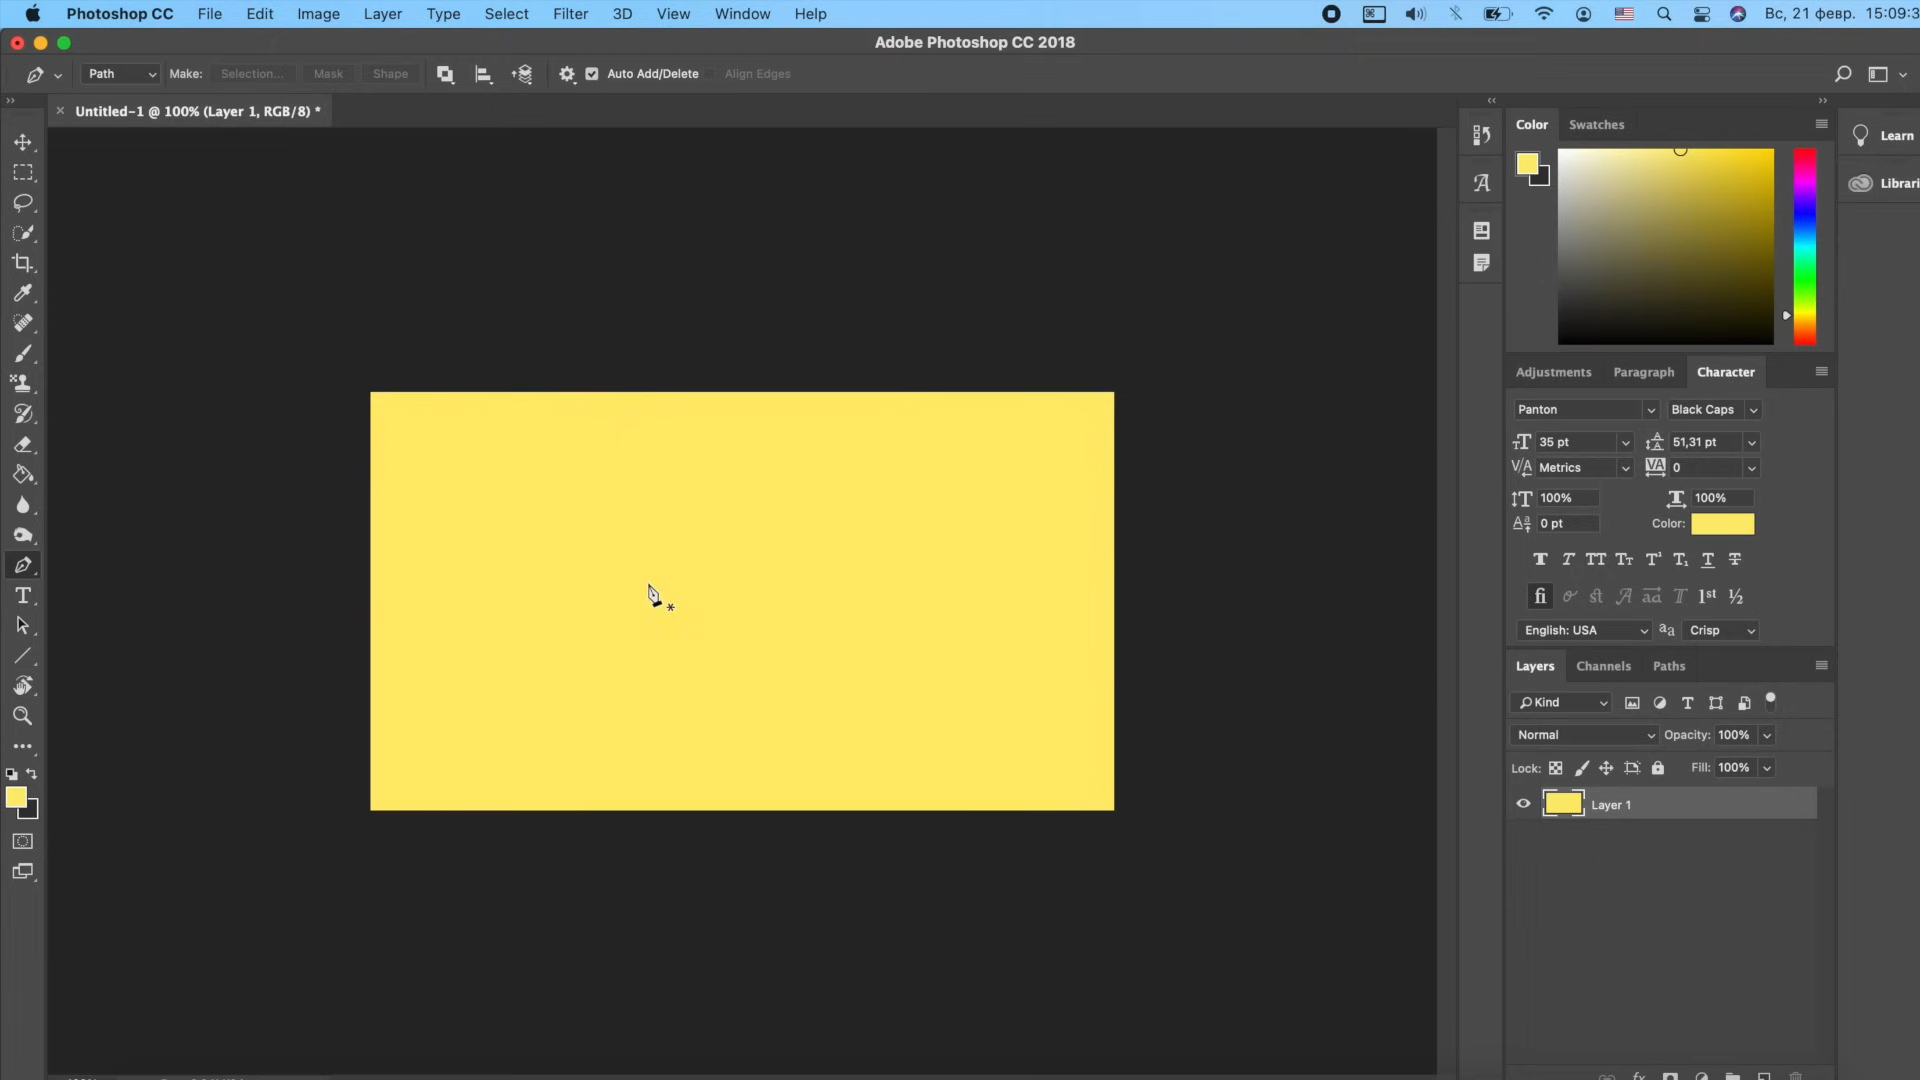 Photoshop CC File Edit Image Layer Type Select Filter 3D View Window Help Вс, 21 февр. 15:09:3
Adobe Photoshop CC 2018
Path Make: Selection... Mask Shape Auto Add/Delete Align Edges
Untitled-1 @ 100% (Layer 1, RGB/8) *
Color Swatches
Learn
Librari
Adjustments Paragraph Character
Panton Black Caps
35 pt 51,31 pt
Metrics 0
100% 100%
0 pt Color:
English: USA Crisp
Layers Channels Paths
Kind
Normal Opacity: 100%
Lock: Fill: 100%
Layer 1